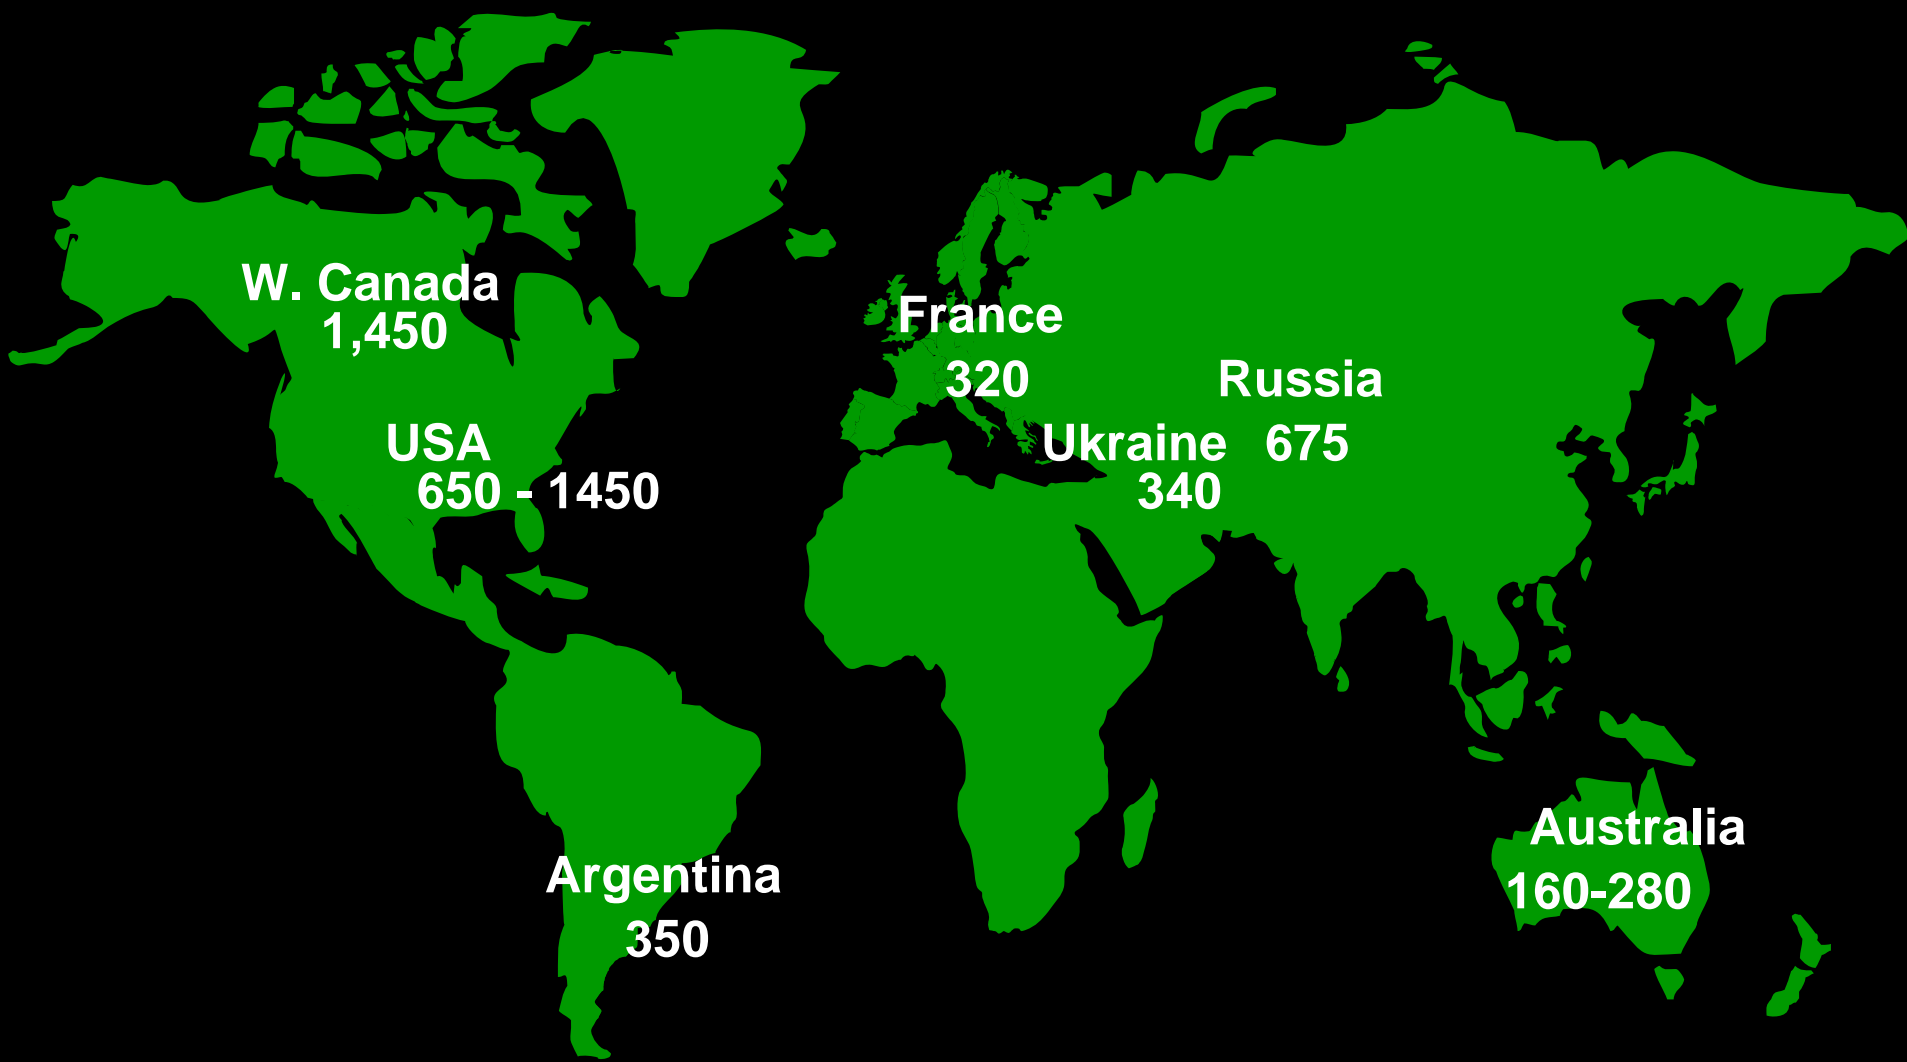 W. Canada
1,450
France
320
Russia
675
USA
650 - 1450
Ukraine
340
Australia
160-280
Argentina
350